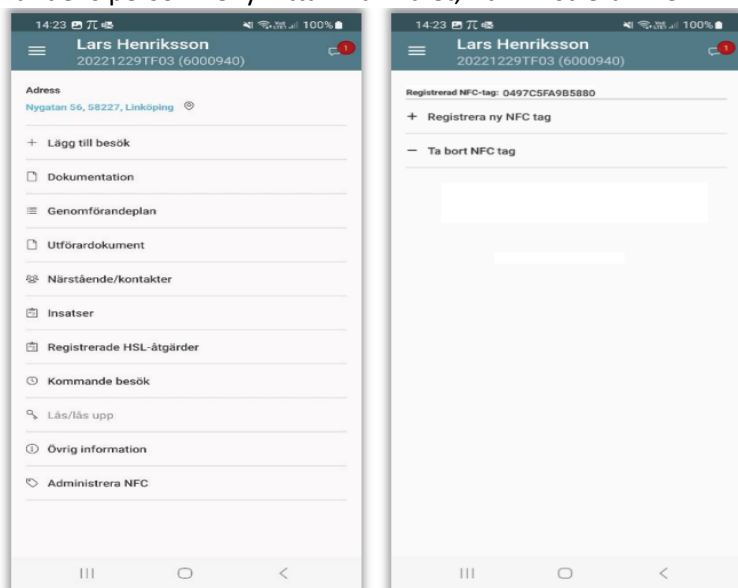 14:23 100%
Lars Henriksson
20221229TF03 (6000940)
1
Adress
Nygatan 56, 58227, Linköping
+ Lägg till besök
Dokumentation
Genomförandeplan
Utförardokument
Närstående/kontakter
Insatser
Registrerade HSL-åtgärder
Kommande besök
Lås/lås upp
Övrig information
Administrera NFC
14:23 100%
Lars Henriksson
20221229TF03 (6000940)
1
Registrerad NFC-tag: 0497C5FA9B5880
+ Registrera ny NFC tag
− Ta bort NFC tag